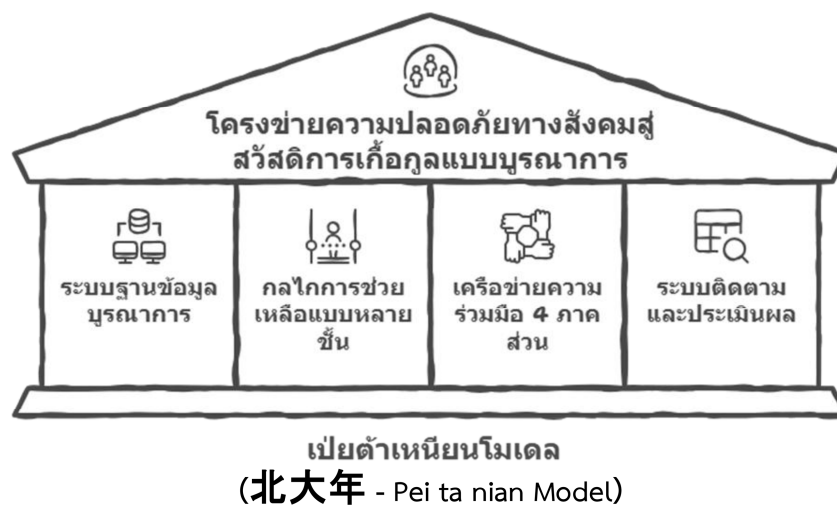 โครงข่ายความปลอดภัยทางสังคมสู่
สวัสดิการเกื้อกูลแบบบูรณาการ
ระบบฐานข้อมูล
บูรณาการ
กลไกการช่วย
เหลือแบบหลาย
ชั้น
เครือข่ายความ
ร่วมมือ 4 ภาค
ส่วน
ระบบติดตาม
และประเมินผล
เป่ยต้าเหนียนโมเดล
(北大年 - Pei ta nian Model)